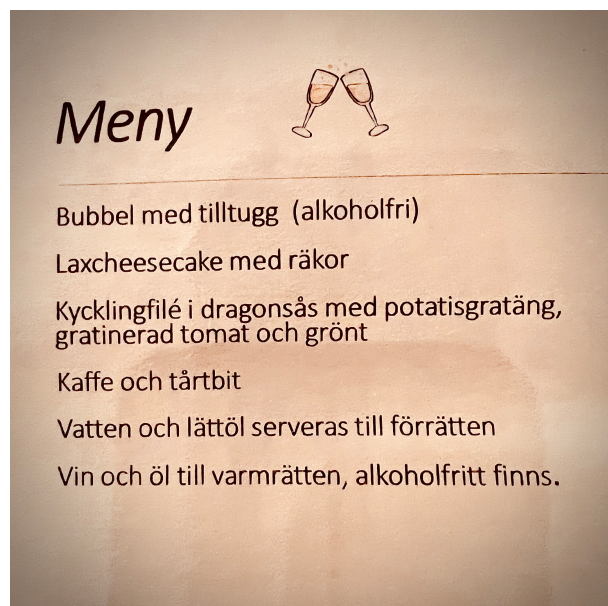 Meny
Bubbel med tilltugg (alkoholfri)
Laxcheesecake med räkor
Kycklingfilé i dragonsås med potatisgratäng,
gratinerad tomat och grönt
Kaffe och tårtbit
Vatten och lättöl serveras till förrätten
Vin och öl till varmrätten, alkoholfritt finns.